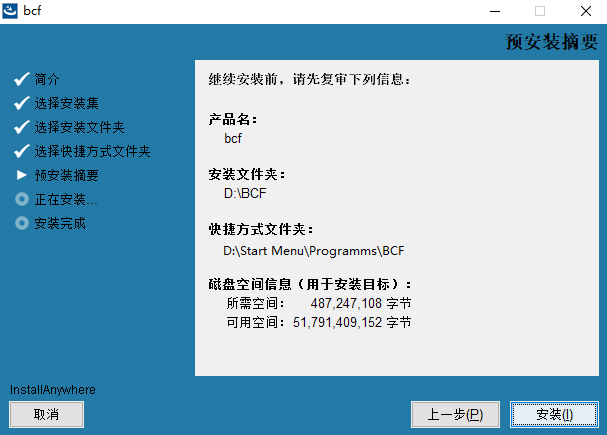 bcf
预安装摘要
简介
选择安装集
选择安装文件夹
选择快捷方式文件夹
预安装摘要
正在安装...
安装完成
继续安装前，请先复审下列信息：
产品名：
bcf
安装文件夹：
D:\BCF
快捷方式文件夹：
D:\Start Menu\Programms\BCF
磁盘空间信息（用于安装目标）：
所需空间： 487,247,108 字节
可用空间：51,791,409,152 字节
InstallAnywhere
取消 上一步(P) 安装(I)